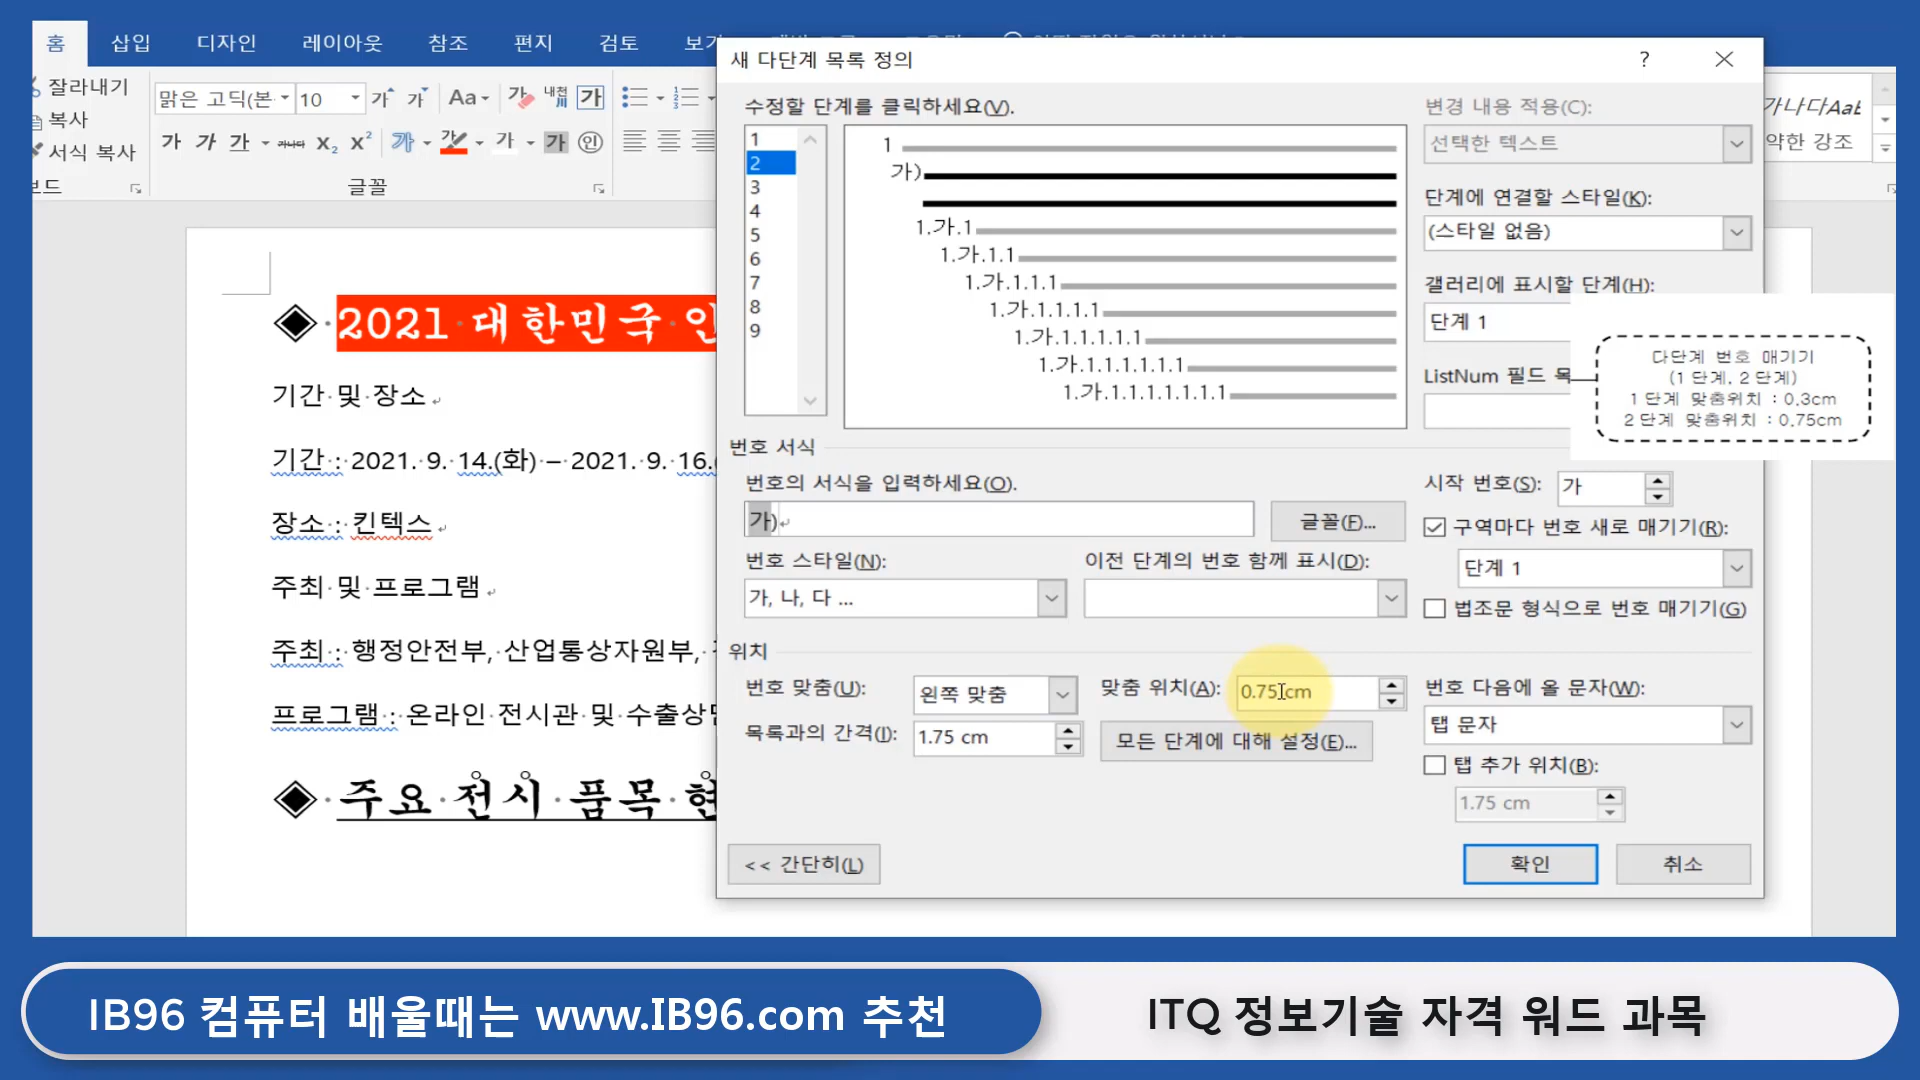 홈 삽입 디자인 레이아웃 참조 편지 검토
잘라내기
복사
서식 복사
맑은 고딕(본 10
글꼴
가나다Aa
약한 강조
2021 대한민국
기간 및 장소
기간 : 2021. 9. 14.(화) – 2021. 9. 16.
장소 : 킨텍스
주최 및 프로그램
주최 : 행정안전부, 산업통상자원부,
프로그램 : 온라인 전시관 및 수출상
주요 전시 품목 현
새 다단계 목록 정의
수정할 단계를 클릭하세요(V).
1
2
3
4
5
6
7
8
9
1
가)
1.가.1
1.가.1.1
1.가.1.1.1
1.가.1.1.1.1
1.가.1.1.1.1.1
1.가.1.1.1.1.1.1
1.가.1.1.1.1.1.1.1
변경 내용 적용(C):
선택한 텍스트
단계에 연결할 스타일(K):
(스타일 없음)
갤러리에 표시할 단계(H):
단계 1
ListNum 필드 목
다단계 번호 매기기
(1 단계, 2 단계)
1 단계 맞춤위치 : 0.3cm
2 단계 맞춤위치 : 0.75cm
번호 서식
번호의 서식을 입력하세요(O).
가)
글꼴(F)...
시작 번호(S): 가
구역마다 번호 새로 매기기(R):
단계 1
법조문 형식으로 번호 매기기(G)
번호 스타일(N):
가, 나, 다 ...
이전 단계의 번호 함께 표시(D):
위치
번호 맞춤(U): 왼쪽 맞춤
맞춤 위치(A): 0.75 cm
번호 다음에 올 문자(W):
탭 문자
목록과의 간격(I): 1.75 cm
모든 단계에 대해 설정(E)...
탭 추가 위치(B):
1.75 cm
<< 간단히(L)
확인
취소
IB96 컴퓨터 배울때는 www.IB96.com 추천
ITQ 정보기술 자격 워드 과목